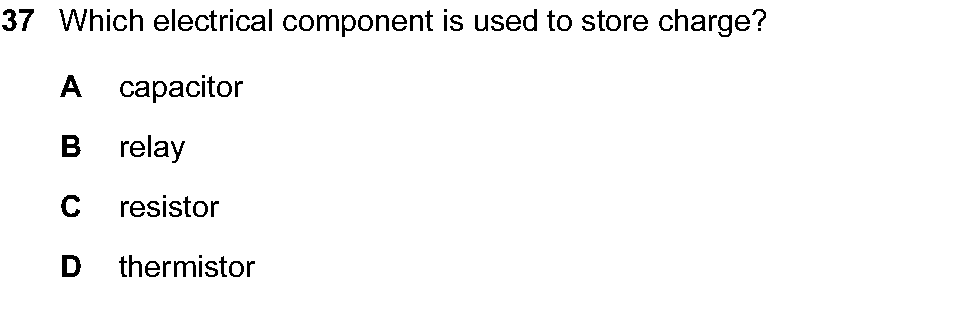 37 Which electrical component is used to store charge?
A capacitor
B relay
C resistor
D thermistor